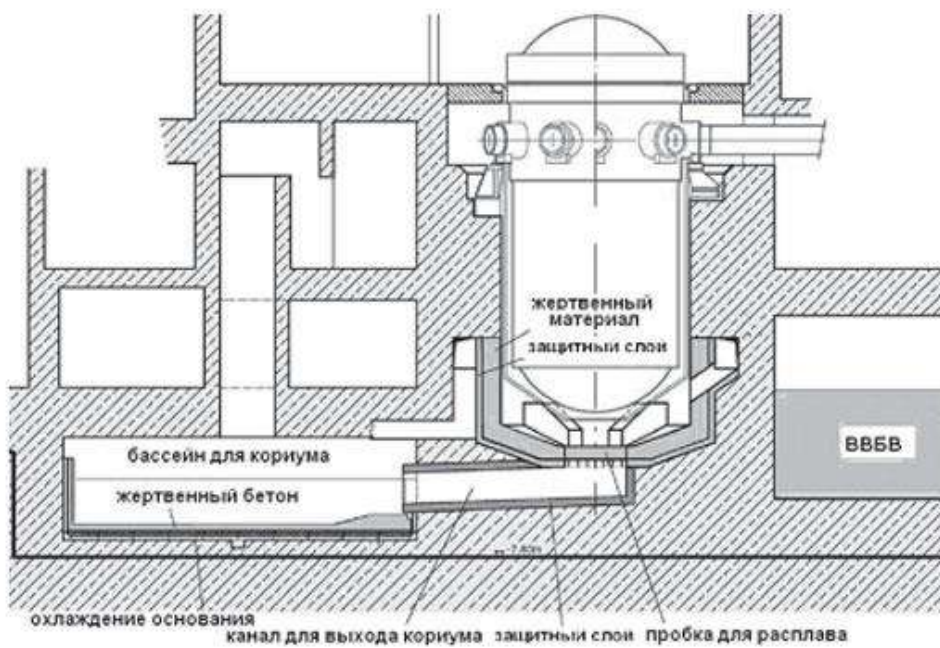 жертвенный
материал
защитный слой
ВВБВ
бассейн для кориума
жертвенный бетон
охлаждение основания
канал для выхода кориума
защитный слой
пробка для расплава